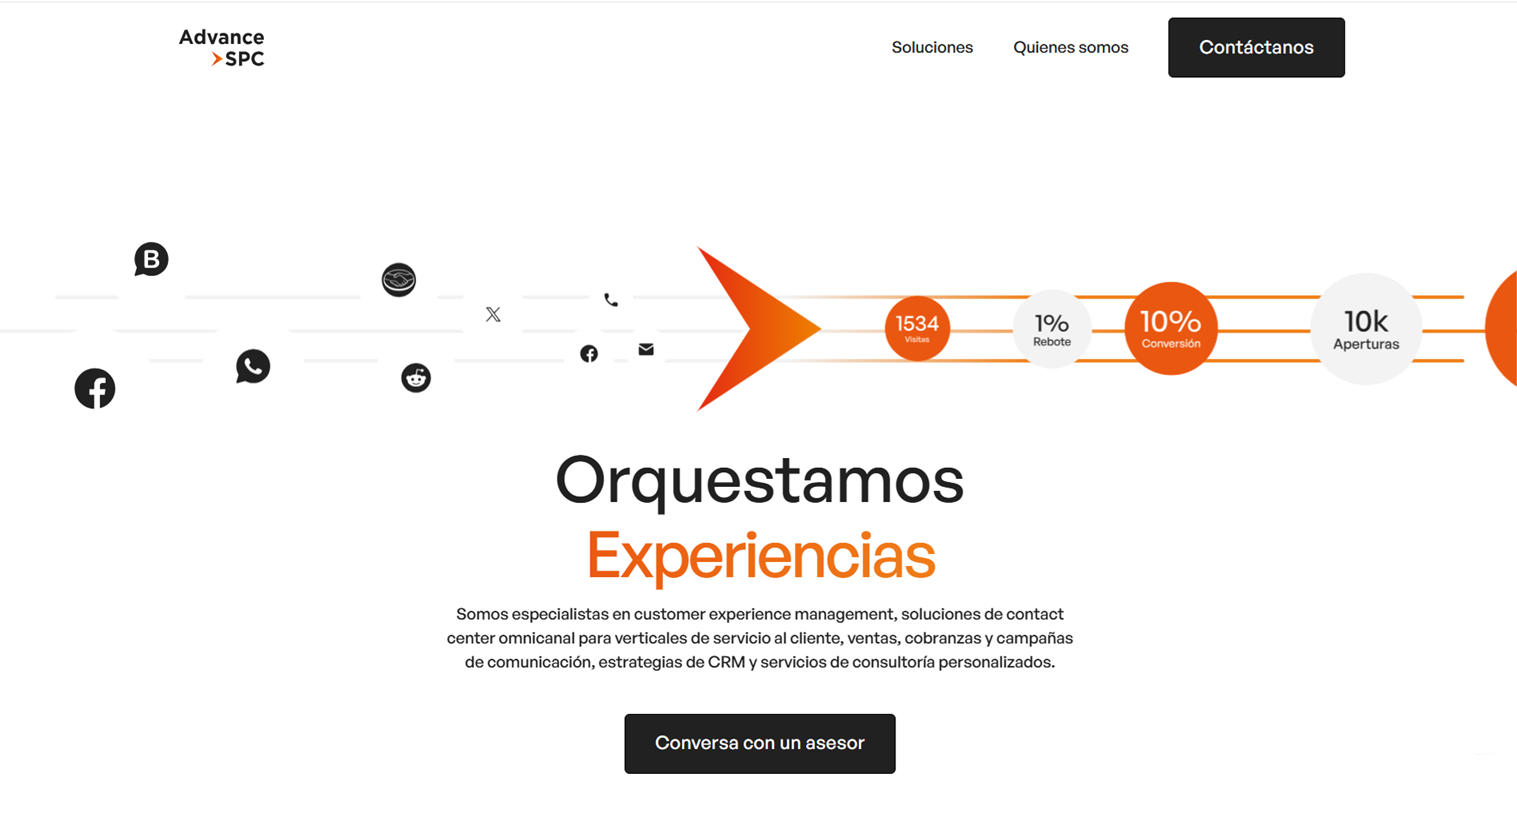 Advance
SPC
Soluciones
Quienes somos
Contáctanos
B
1534
Visitas
1%
Rebote
10%
Conversión
10k
Aperturas
Orquestamos
Experiencias
Somos especialistas en customer experience management, soluciones de contact
center omnicanal para verticales de servicio al cliente, ventas, cobranzas y campañas
de comunicación, estrategias de CRM y servicios de consultoría personalizados.
Conversa con un asesor